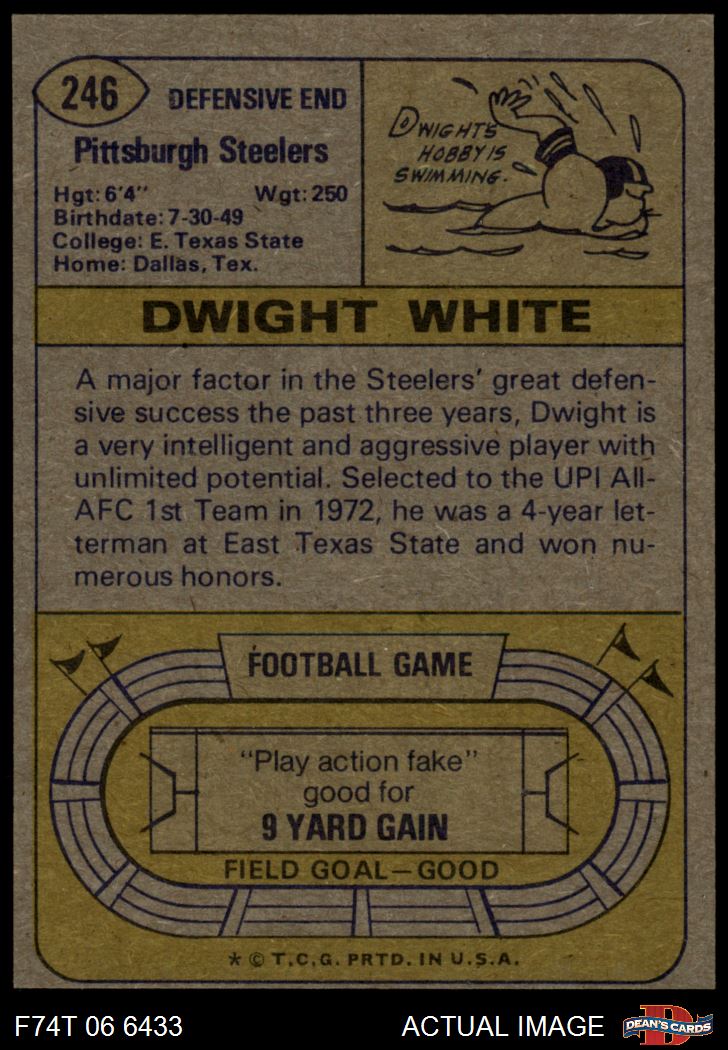 246
DEFENSIVE END
Pittsburgh Steelers
Hgt: 6'4" Wgt: 250
Birthdate: 7-30-49
College: E. Texas State
Home: Dallas, Tex.
DWIGHT'S
HOBBY IS
SWIMMING.
DWIGHT WHITE
A major factor in the Steelers' great defen-
sive success the past three years, Dwight is
a very intelligent and aggressive player with
unlimited potential. Selected to the UPI All-
AFC 1st Team in 1972, he was a 4-year let-
terman at East Texas State and won nu-
merous honors.
FOOTBALL GAME
"Play action fake"
good for
9 YARD GAIN
FIELD GOAL—GOOD
* © T.C.G. PRTD. IN U.S.A.
F74T 06 6433 ACTUAL IMAGE
D
DEAN'S CARDS